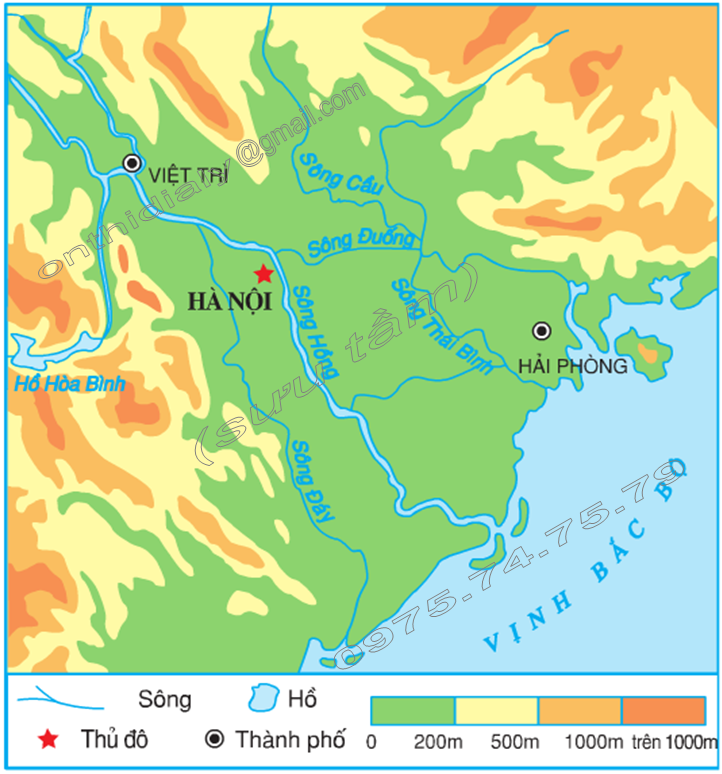 VIỆT TRÌ
onthidialy@gmail.com
Sông Cầu
Sông Đuống
HÀ NỘI
Sông Hồng
Sông Thái Bình
(sưu tầm)
HẢI PHÒNG
Hồ Hòa Bình
Sông Đáy
0975.74.75.79
VỊNH BẮC BỘ
Sông
Hồ
Thủ đô
Thành phố
0 200m 500m 1000m trên 1000m